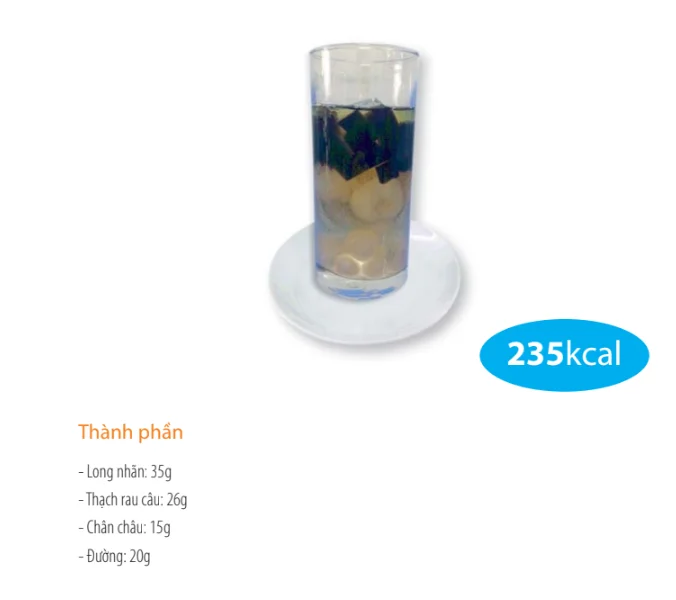 235kcal
Thành phần
- Long nhãn: 35g
- Thạch rau câu: 26g
- Chân châu: 15g
- Đường: 20g